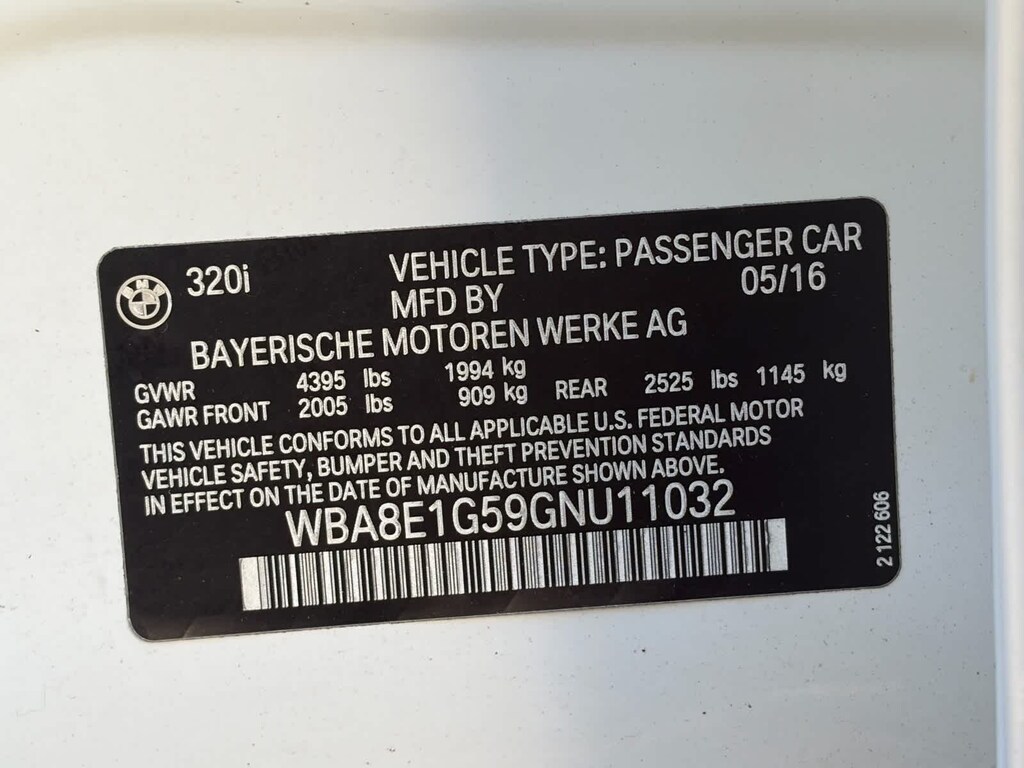 BMW
320i VEHICLE TYPE: PASSENGER CAR
MFD BY 05/16
BAYERISCHE MOTOREN WERKE AG
GVWR 4395 lbs 1994 kg
GAWR FRONT 2005 lbs 909 kg REAR 2525 lbs 1145 kg
THIS VEHICLE CONFORMS TO ALL APPLICABLE U.S. FEDERAL MOTOR
VEHICLE SAFETY, BUMPER AND THEFT PREVENTION STANDARDS
IN EFFECT ON THE DATE OF MANUFACTURE SHOWN ABOVE.
WBA8E1G59GNU11032
2 122 606